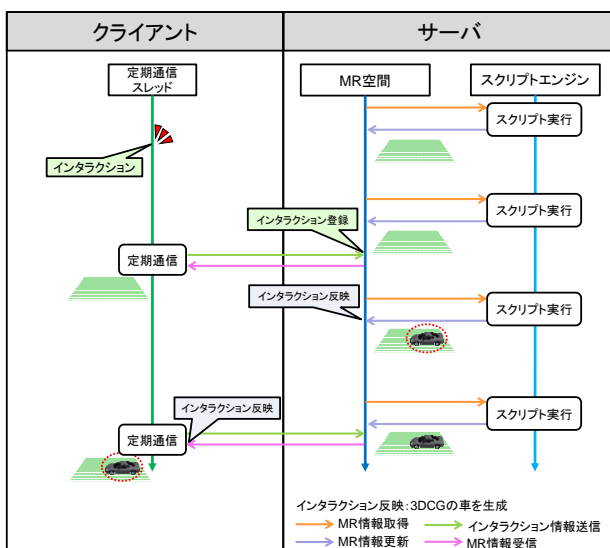 クライアント
サーバ
定期通信
スレッド
MR空間
スクリプトエンジン
スクリプト実行
インタラクション
スクリプト実行
インタラクション登録
定期通信
インタラクション反映
スクリプト実行
インタラクション反映
スクリプト実行
定期通信
インタラクション反映:3DCGの車を生成
MR情報取得
インタラクション情報送信
MR情報更新
MR情報受信